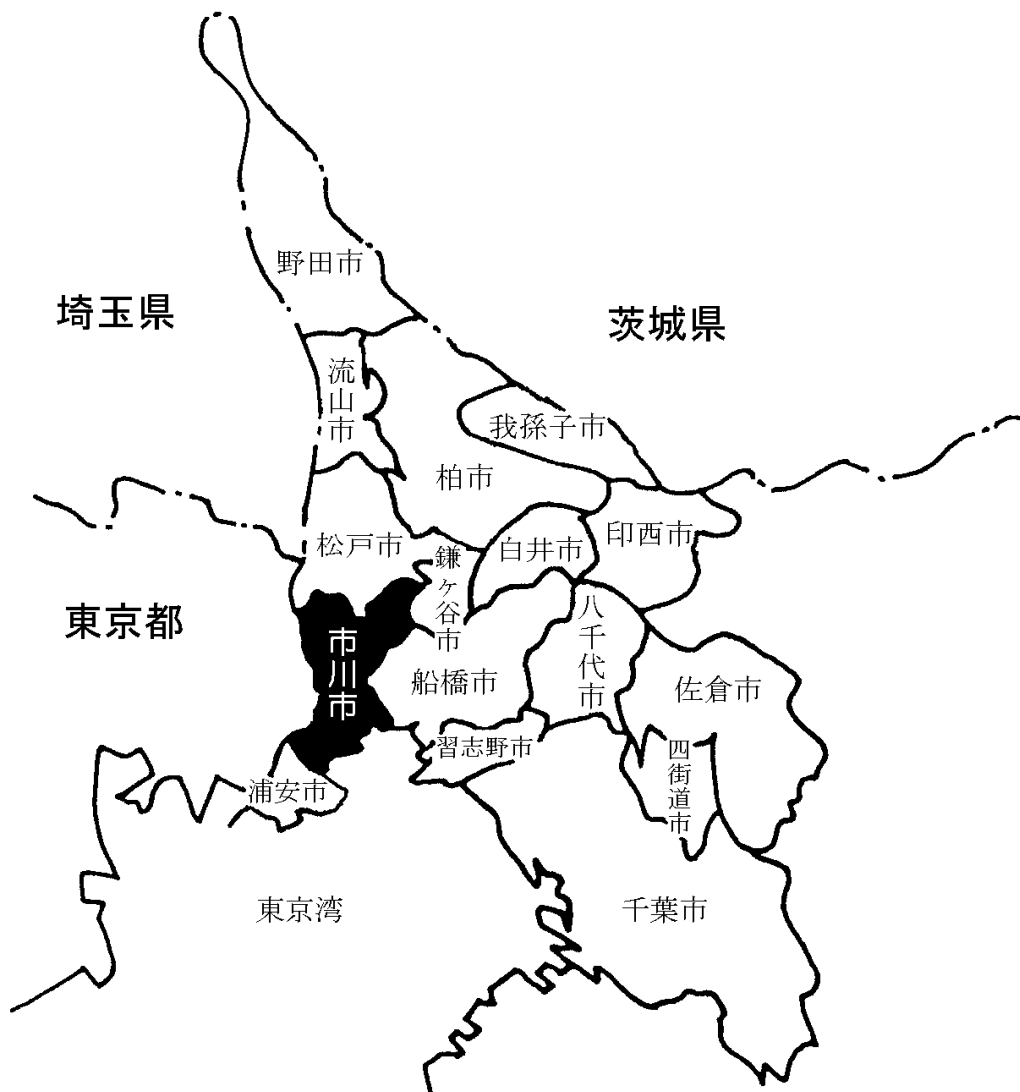 野田市
埼玉県
茨城県
流山市
我孫子市
柏市
印西市
松戸市
鎌ヶ谷市
白井市
東京都
市川市
船橋市
八千代市
佐倉市
習志野市
四街道市
浦安市
東京湾
千葉市